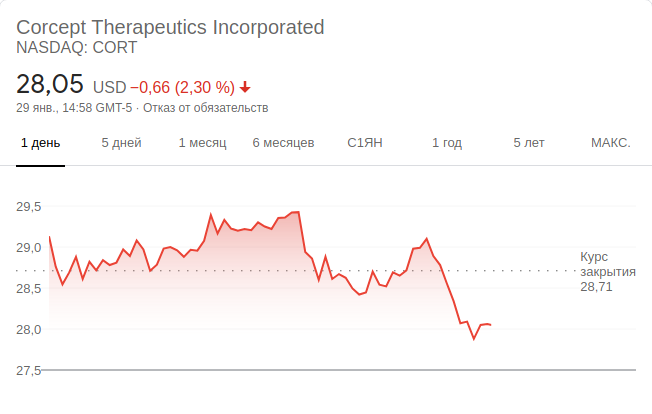 Corcept Therapeutics Incorporated
NASDAQ: CORT
28,05 USD −0,66 (2,30 %)
29 янв., 14:58 GMT-5 · Отказ от обязательств
1 день 5 дней 1 месяц 6 месяцев С1ЯН 1 год 5 лет МАКС.
29,5
29,0
28,5
28,0
27,5
Курс
закрытия
28,71